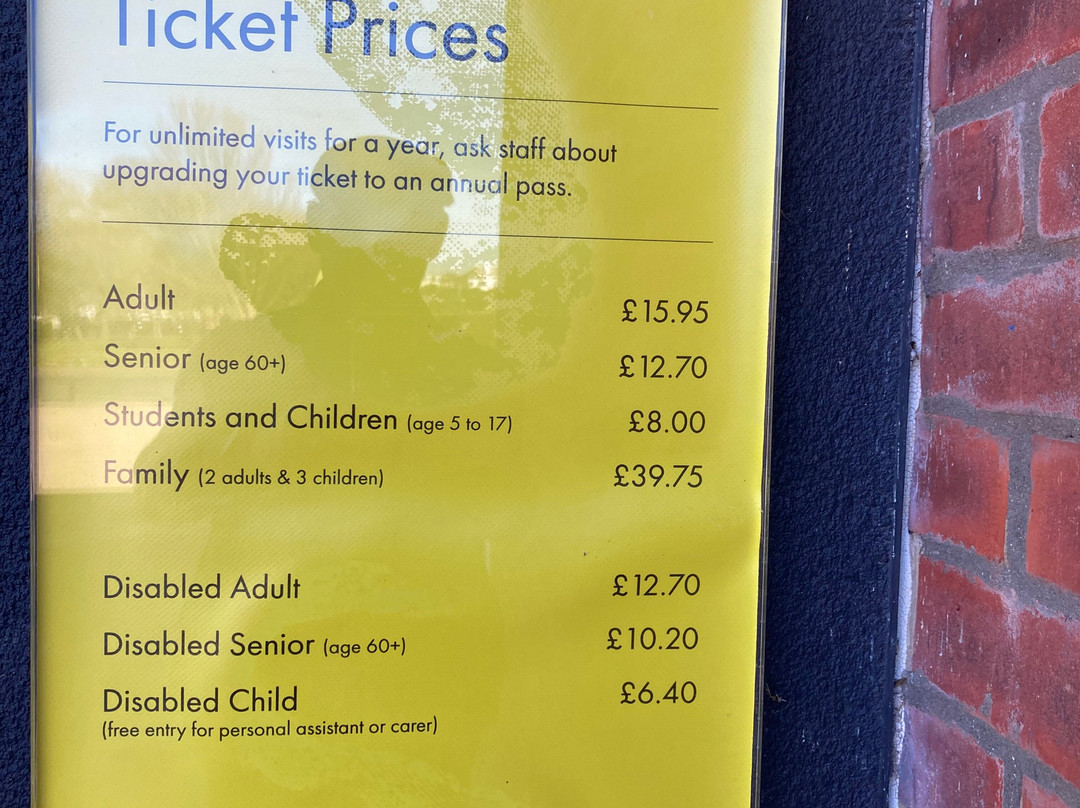 Ticket Prices
For unlimited visits for a year, ask staff about
upgrading your ticket to an annual pass.
Adult £15.95
Senior (age 60+) £12.70
Students and Children (age 5 to 17) £8.00
Family (2 adults & 3 children) £39.75
Disabled Adult £12.70
Disabled Senior (age 60+) £10.20
Disabled Child £6.40
(free entry for personal assistant or carer)